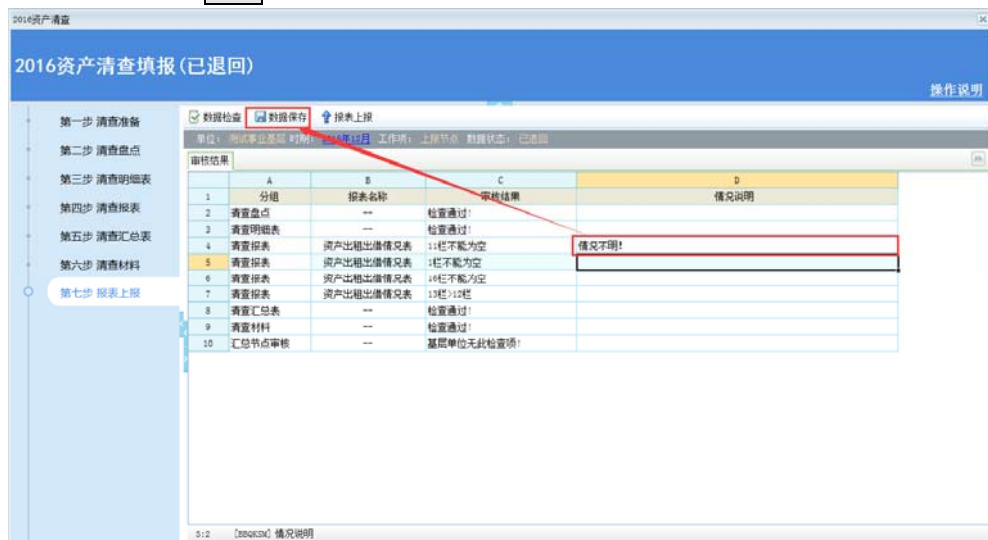 2016资产清查
2016资产清查填报(已退回)
操作说明
第一步 清查准备
第二步 清查盘点
第三步 清查明细表
第四步 清查报表
第五步 清查汇总表
第六步 清查材料
第七步 报表上报
数据检查 数据保存 报表上报
单位： 测试事业基层 时期： 2015年12月 工作项： 上报节点 数据状态： 已退回
审核结果
A B C D
1 分组 报表名称 审核结果 情况说明
2 清查盘点 -- 检查通过!
3 清查明细表 -- 检查通过!
4 清查报表 资产出租出借情况表 11栏不能为空 情况不明!
5 清查报表 资产出租出借情况表 1栏不能为空
6 清查报表 资产出租出借情况表 16栏不能为空
7 清查报表 资产出租出借情况表 13栏>12栏
8 清查汇总表 -- 检查通过!
9 清查材料 -- 检查通过!
10 汇总节点审核 -- 基层单位无此检查项!
5:2 [BBQKSM] 情况说明